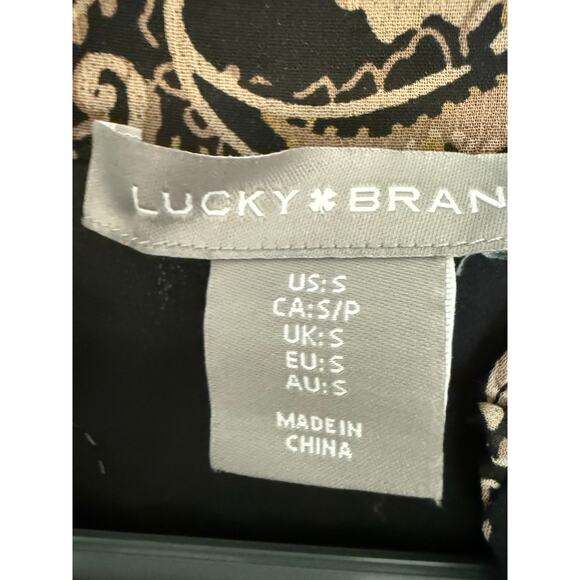 LUCKY BRAN
US: S
CA: S/P
UK: S
EU: S
AU: S
MADE IN
CHINA